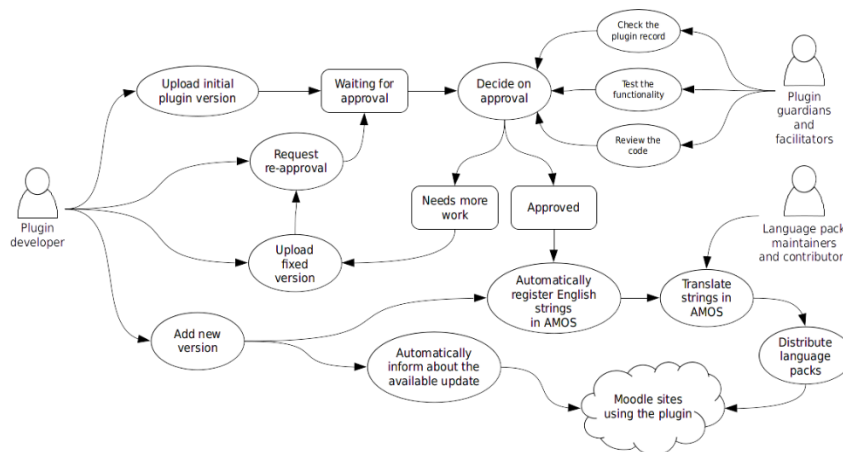 Check the
plugin record
Upload initial
plugin version
Waiting for
approval
Decide on
approval
Test the
functionality
Plugin
guardians
and
facilitators
Request
re-approval
Review the
code
Needs more
work
Approved
Plugin
developer
Upload
fixed
version
Language pack
maintainers
and contributor
Automatically
register English
strings
in AMOS
Translate
strings in
AMOS
Add new
version
Automatically
inform about the
available update
Distribute
language
packs
Moodle sites
using the plugin